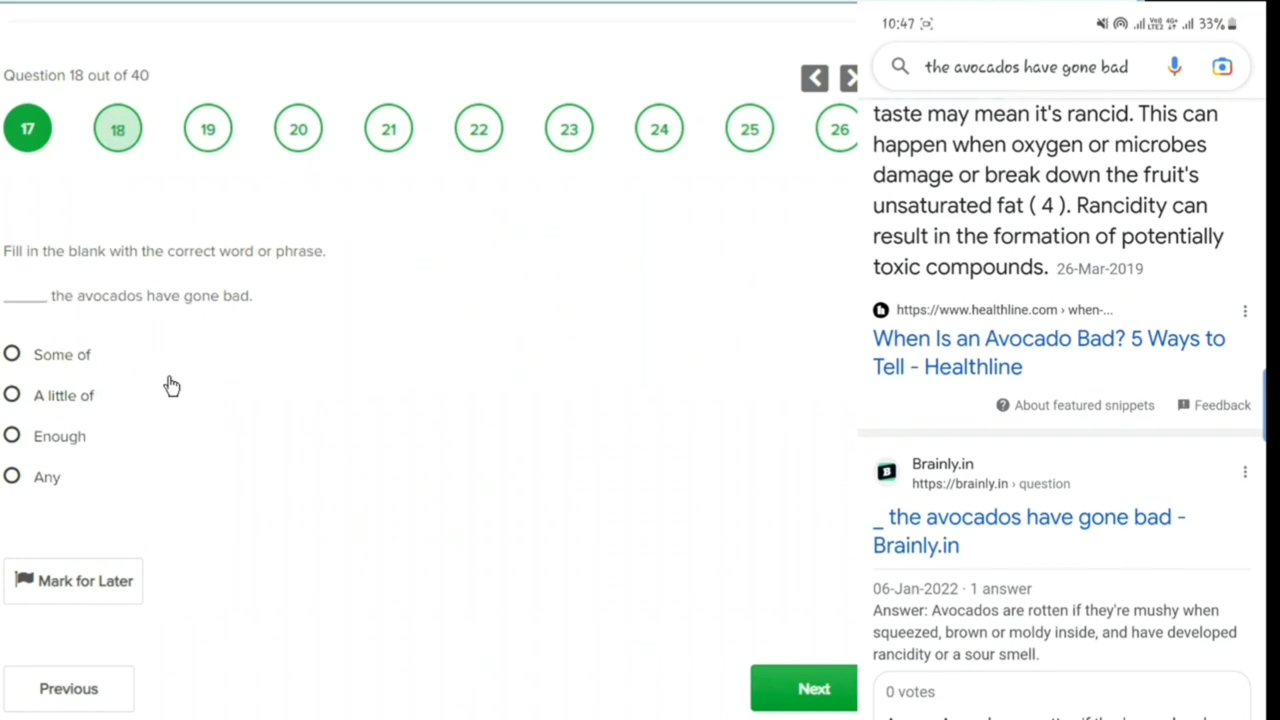 Question 18 out of 40
17 18 19 20 21 22 23 24 25 26
Fill in the blank with the correct word or phrase.
______ the avocados have gone bad.
Some of
A little of
Enough
Any
Mark for Later
Previous
Next
10:47
33%
the avocados have gone bad
taste may mean it's rancid. This can
happen when oxygen or microbes
damage or break down the fruit's
unsaturated fat ( 4 ). Rancidity can
result in the formation of potentially
toxic compounds. 26-Mar-2019
https://www.healthline.com › when-...
When Is an Avocado Bad? 5 Ways to
Tell - Healthline
About featured snippets
Feedback
Brainly.in
https://brainly.in › question
_ the avocados have gone bad -
Brainly.in
06-Jan-2022 · 1 answer
Answer: Avocados are rotten if they're mushy when
squeezed, brown or moldy inside, and have developed
rancidity or a sour smell.
0 votes